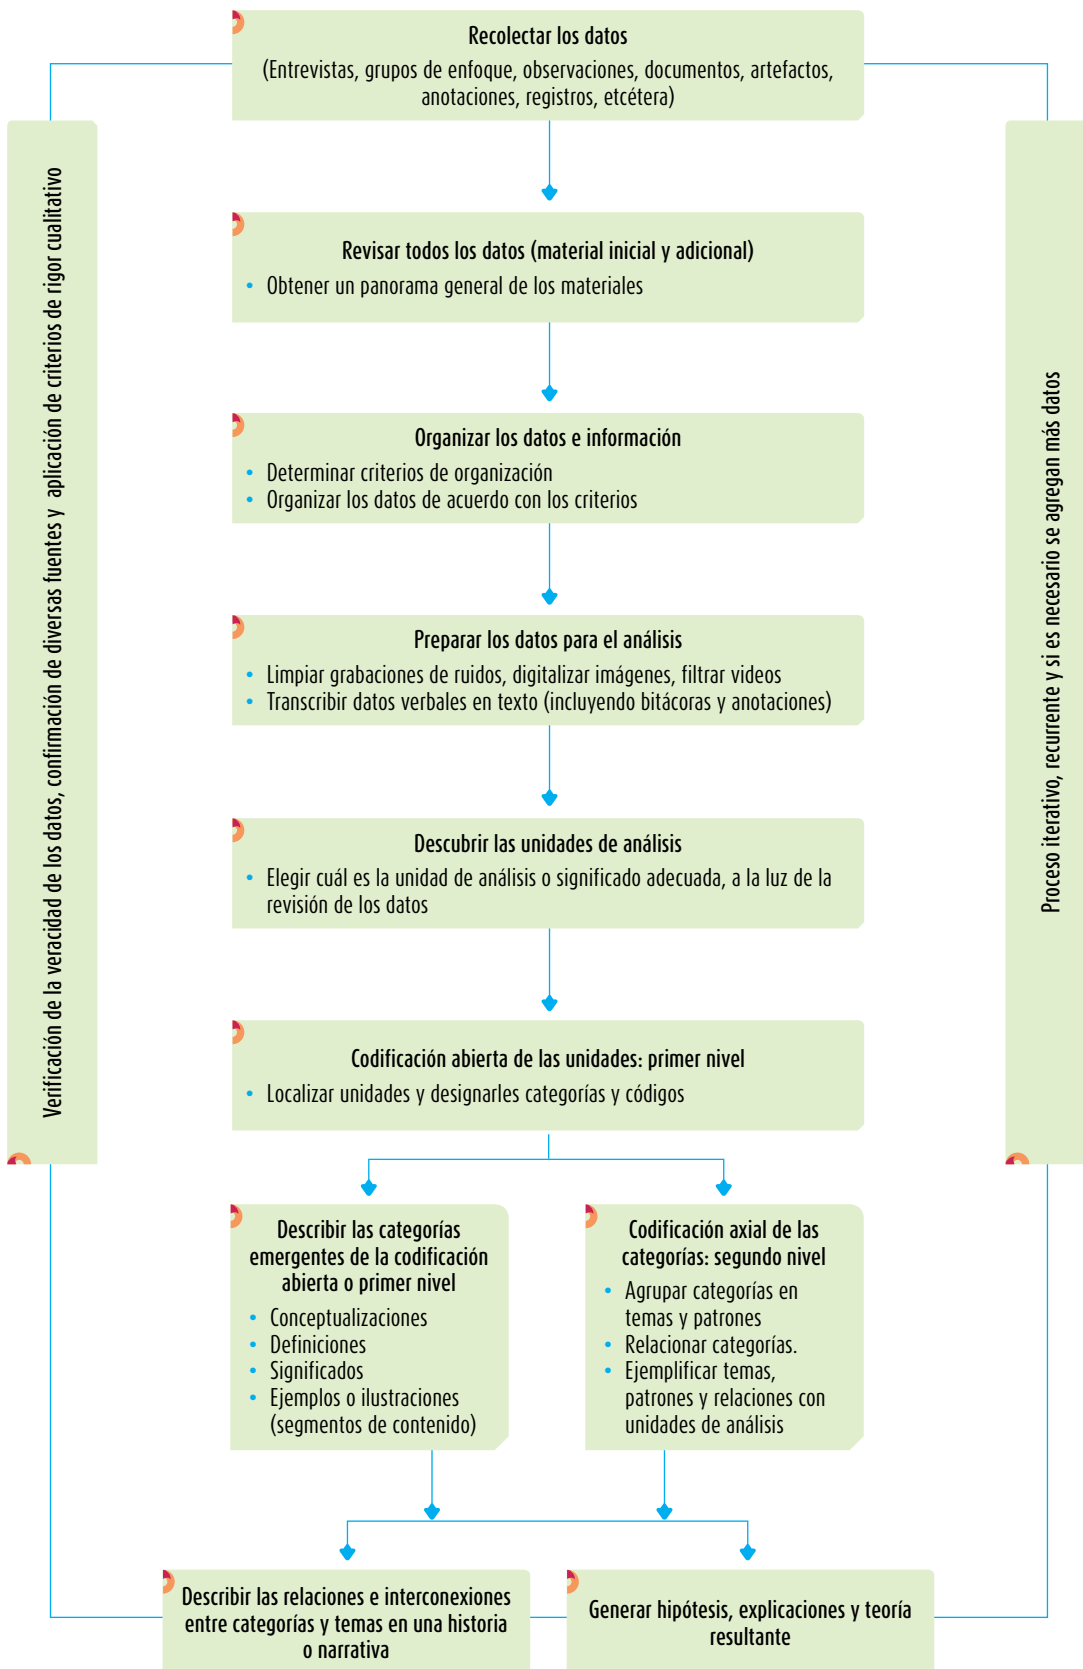 Recolectar los datos
(Entrevistas, grupos de enfoque, observaciones, documentos, artefactos,
anotaciones, registros, etcétera)
Verificación de la veracidad de los datos, confirmación de diversas fuentes y aplicación de criterios de rigor cualitativo
Proceso iterativo, recurrente y si es necesario se agregan más datos
Revisar todos los datos (material inicial y adicional)
• Obtener un panorama general de los materiales
Organizar los datos e información
• Determinar criterios de organización
• Organizar los datos de acuerdo con los criterios
Preparar los datos para el análisis
• Limpiar grabaciones de ruidos, digitalizar imágenes, filtrar videos
• Transcribir datos verbales en texto (incluyendo bitácoras y anotaciones)
Descubrir las unidades de análisis
• Elegir cuál es la unidad de análisis o significado adecuada, a la luz de la
revisión de los datos
Codificación abierta de las unidades: primer nivel
• Localizar unidades y designarles categorías y códigos
Describir las categorías
emergentes de la codificación
abierta o primer nivel
• Conceptualizaciones
• Definiciones
• Significados
• Ejemplos o ilustraciones
(segmentos de contenido)
Codificación axial de las
categorías: segundo nivel
• Agrupar categorías en
temas y patrones
• Relacionar categorías.
• Ejemplificar temas,
patrones y relaciones con
unidades de análisis
Describir las relaciones e interconexiones
entre categorías y temas en una historia
o narrativa
Generar hipótesis, explicaciones y teoría
resultante